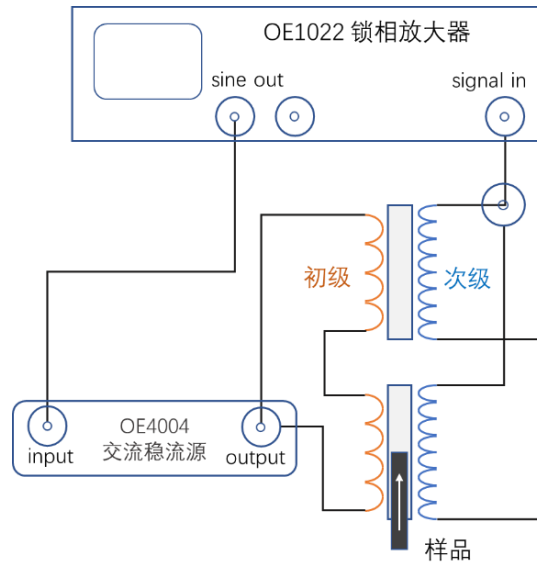 OE1022 锁相放大器
sine out
signal in
初级
次级
OE4004
交流稳流源
input
output
样品